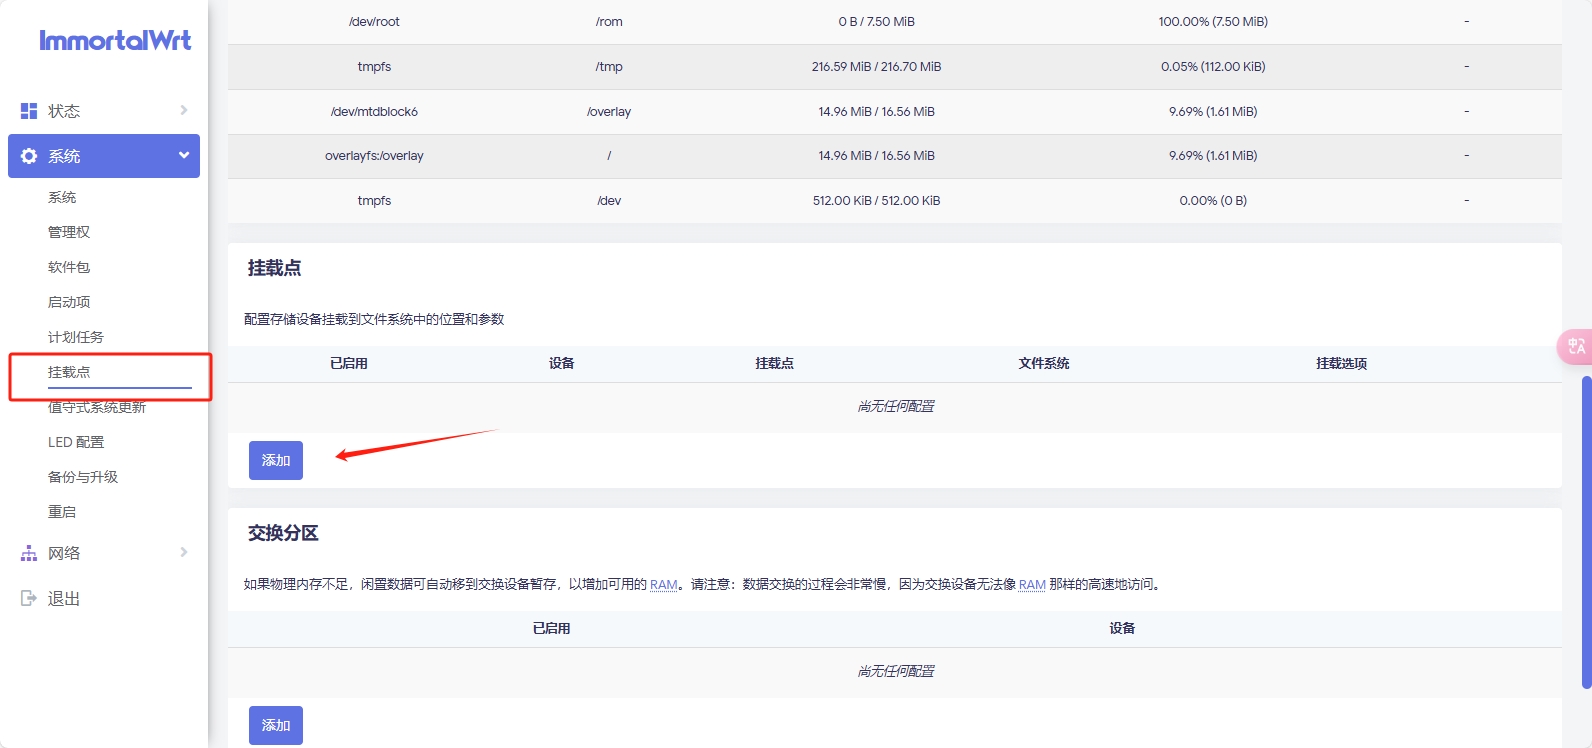 ImmortalWrt
状态
系统
系统
管理权
软件包
启动项
计划任务
挂载点
值守式系统更新
LED 配置
备份与升级
重启
网络
退出
/dev/root /rom 0 B / 7.50 MiB 100.00% (7.50 MiB) -
tmpfs /tmp 216.59 MiB / 216.70 MiB 0.05% (112.00 KiB) -
/dev/mtdblock6 /overlay 14.96 MiB / 16.56 MiB 9.69% (1.61 MiB) -
overlayfs:/overlay / 14.96 MiB / 16.56 MiB 9.69% (1.61 MiB) -
tmpfs /dev 512.00 KiB / 512.00 KiB 0.00% (0 B) -
挂载点
配置存储设备挂载到文件系统中的位置和参数
已启用 设备 挂载点 文件系统 挂载选项
尚无任何配置
添加
交换分区
如果物理内存不足，闲置数据可自动移到交换设备暂存，以增加可用的 RAM。请注意：数据交换的过程会非常慢，因为交换设备无法像 RAM 那样的高速地访问。
已启用 设备
尚无任何配置
添加
中
A